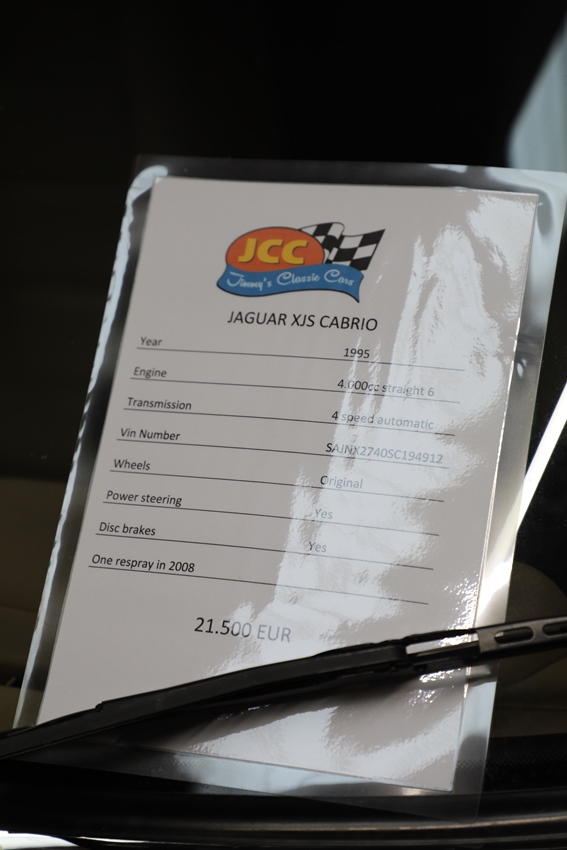 JCC
Jimmy's Classic Cars
JAGUAR XJS CABRIO
Year 1995
Engine 4.000cc straight 6
Transmission 4 speed automatic
Vin Number SAJNX2740SC194912
Wheels Original
Power steering Yes
Disc brakes Yes
One respray in 2008
21.500 EUR